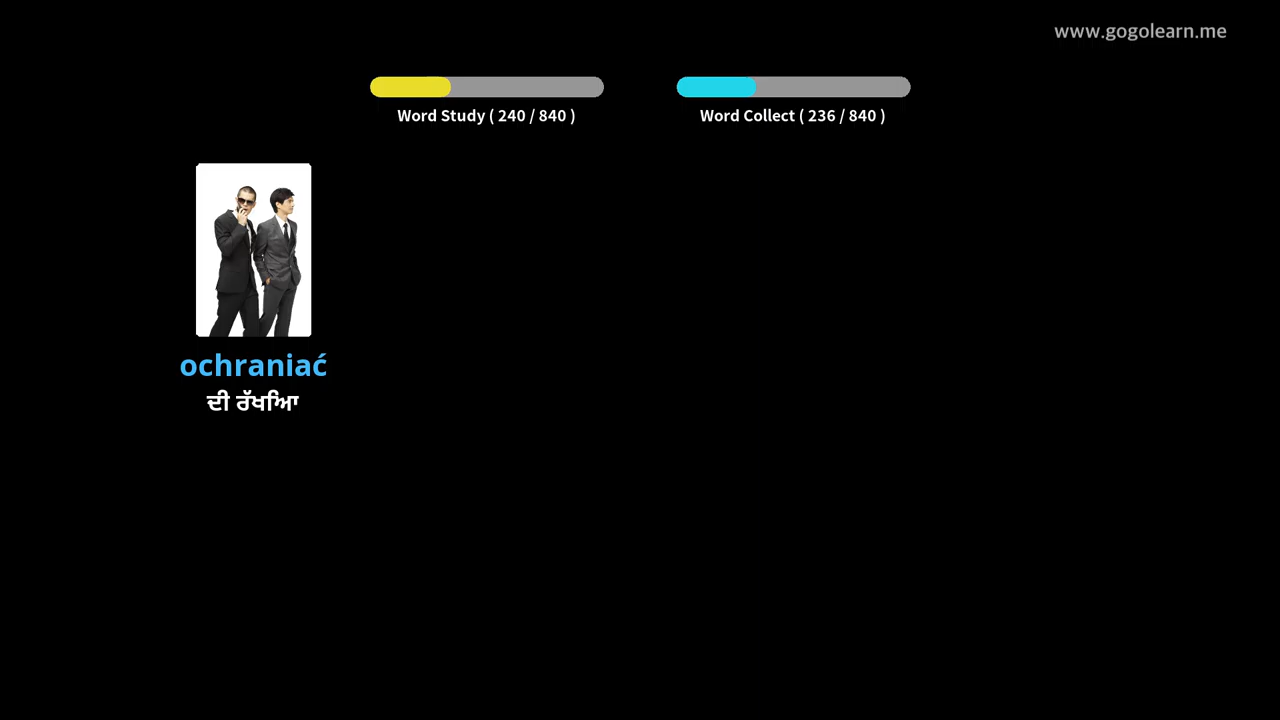 www.gogolearn.me
Word Study ( 240 / 840 )
Word Collect ( 236 / 840 )
ochraniać
ਦੀ ਰੱਖਿਆ